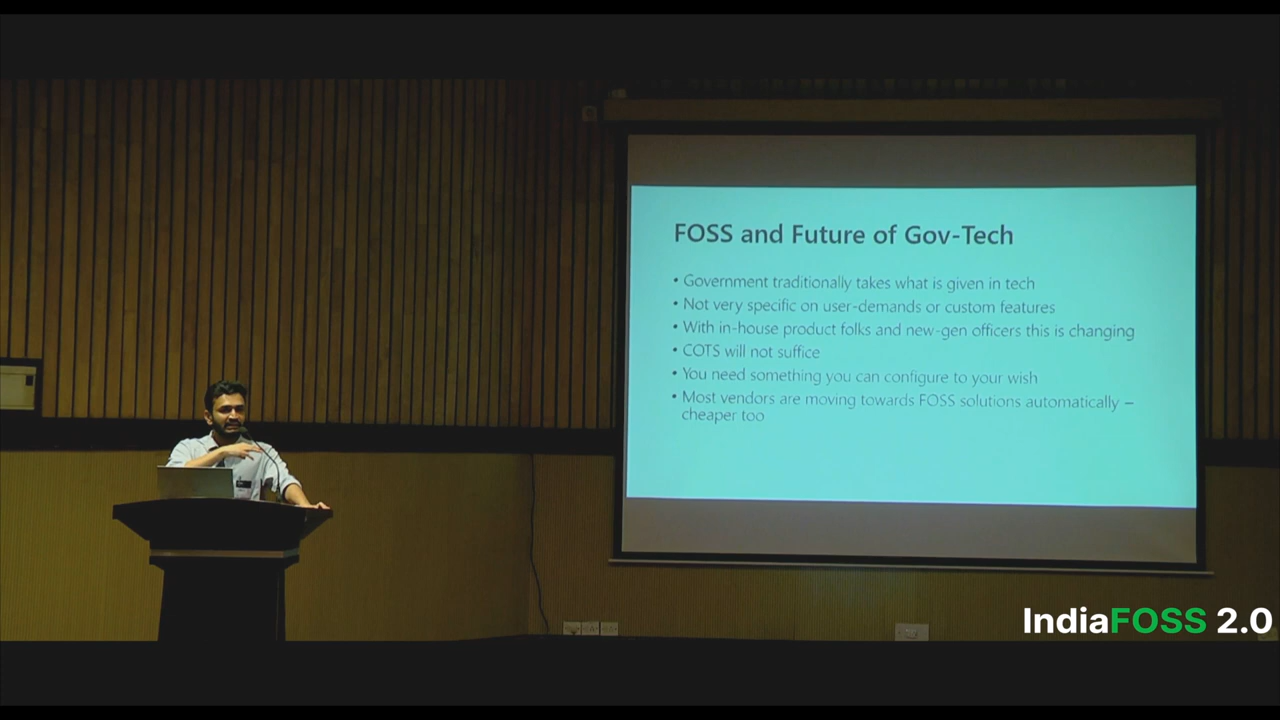 FOSS and Future of Gov-Tech
• Government traditionally takes what is given in tech
• Not very specific on user-demands or custom features
• With in-house product folks and new-gen officers this is changing
• COTS will not suffice
• You need something you can configure to your wish
• Most vendors are moving towards FOSS solutions automatically –
cheaper too
IndiaFOSS 2.0